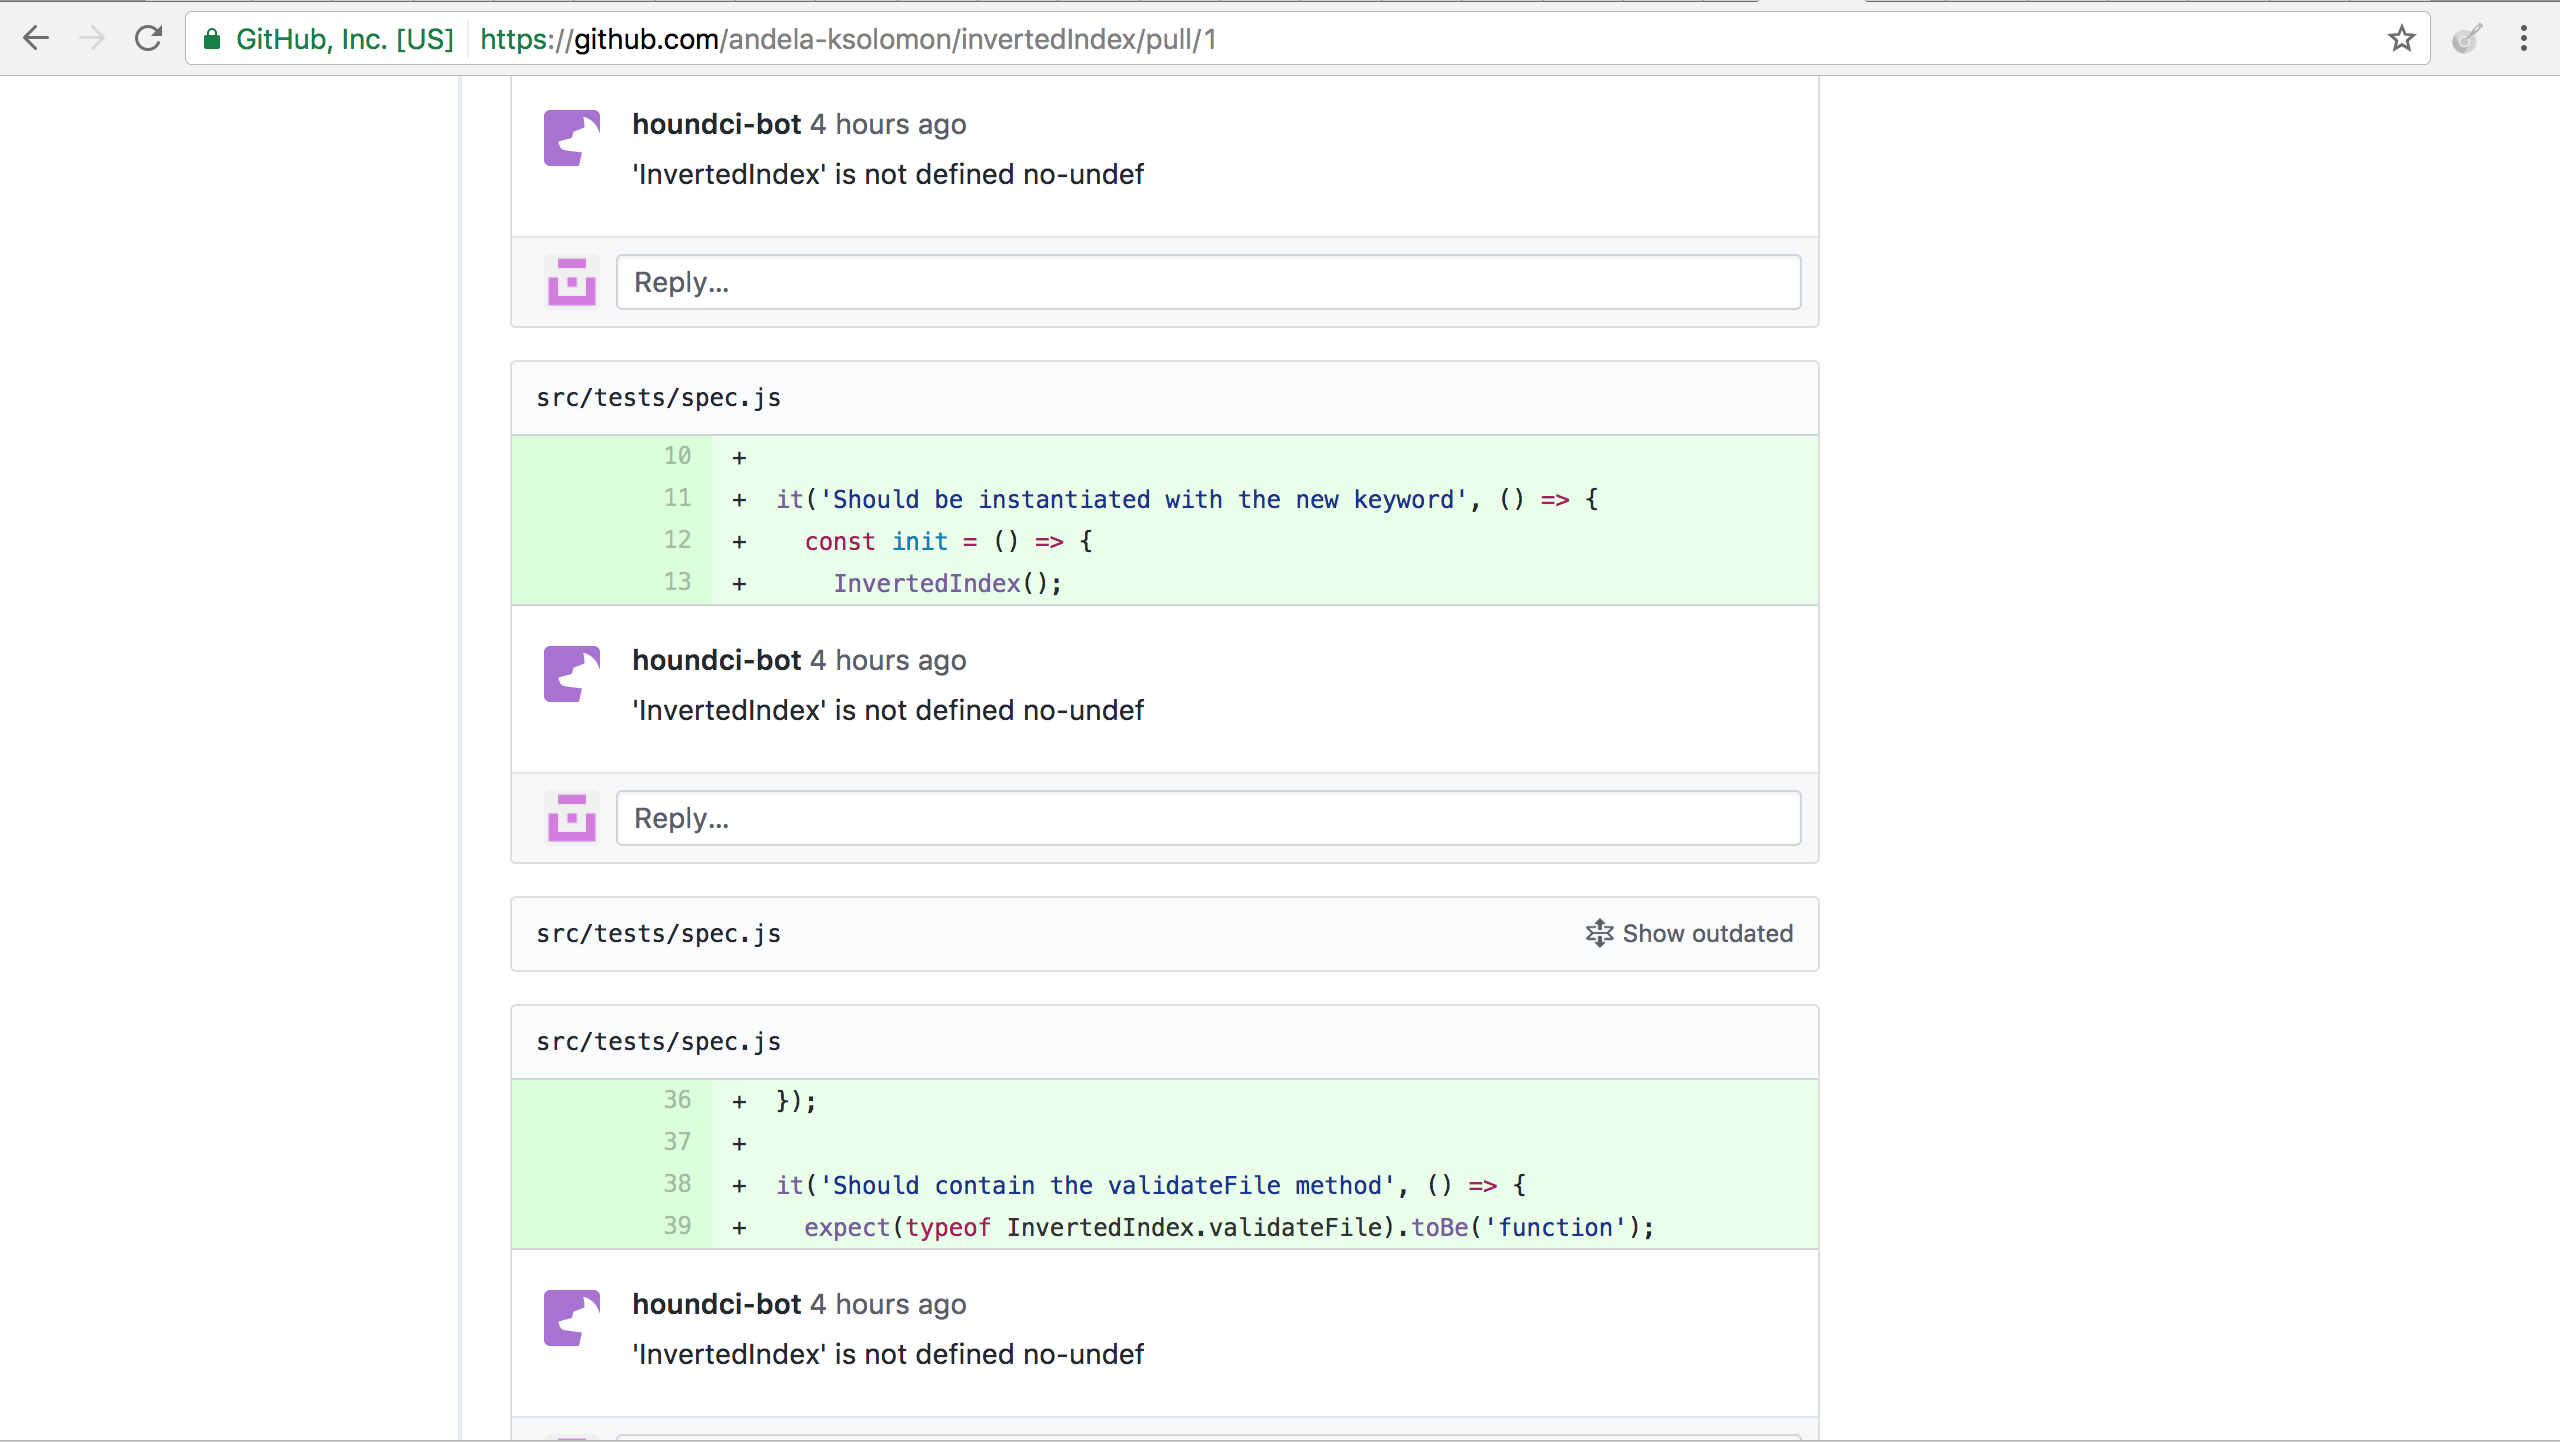 GitHub, Inc. [US] https://github.com/andela-ksolomon/invertedIndex/pull/1
houndci-bot 4 hours ago
'InvertedIndex' is not defined no-undef
Reply...
src/tests/spec.js
10 +
11 + it('Should be instantiated with the new keyword', () => {
12 + const init = () => {
13 + InvertedIndex();
houndci-bot 4 hours ago
'InvertedIndex' is not defined no-undef
Reply...
src/tests/spec.js Show outdated
src/tests/spec.js
36 + });
37 +
38 + it('Should contain the validateFile method', () => {
39 + expect(typeof InvertedIndex.validateFile).toBe('function');
houndci-bot 4 hours ago
'InvertedIndex' is not defined no-undef